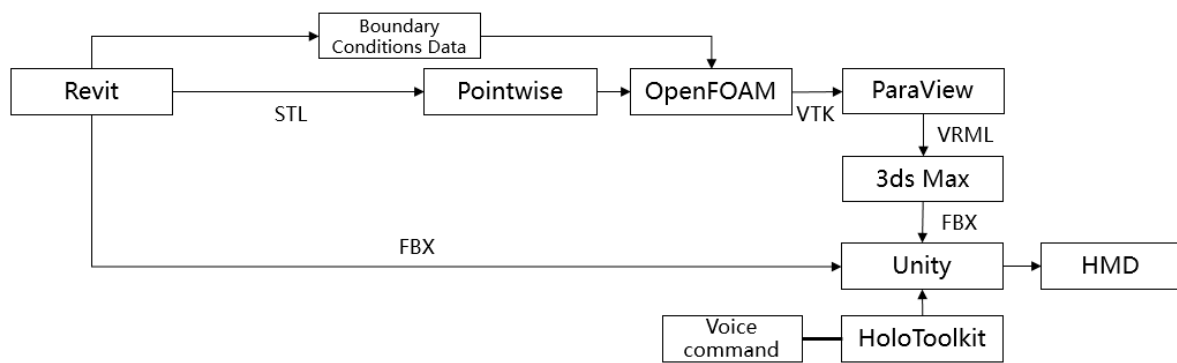 Boundary
Conditions Data
Revit
STL
Pointwise
OpenFOAM
VTK
ParaView
VRML
3ds Max
FBX
FBX
Unity
HMD
Voice
command
HoloToolkit